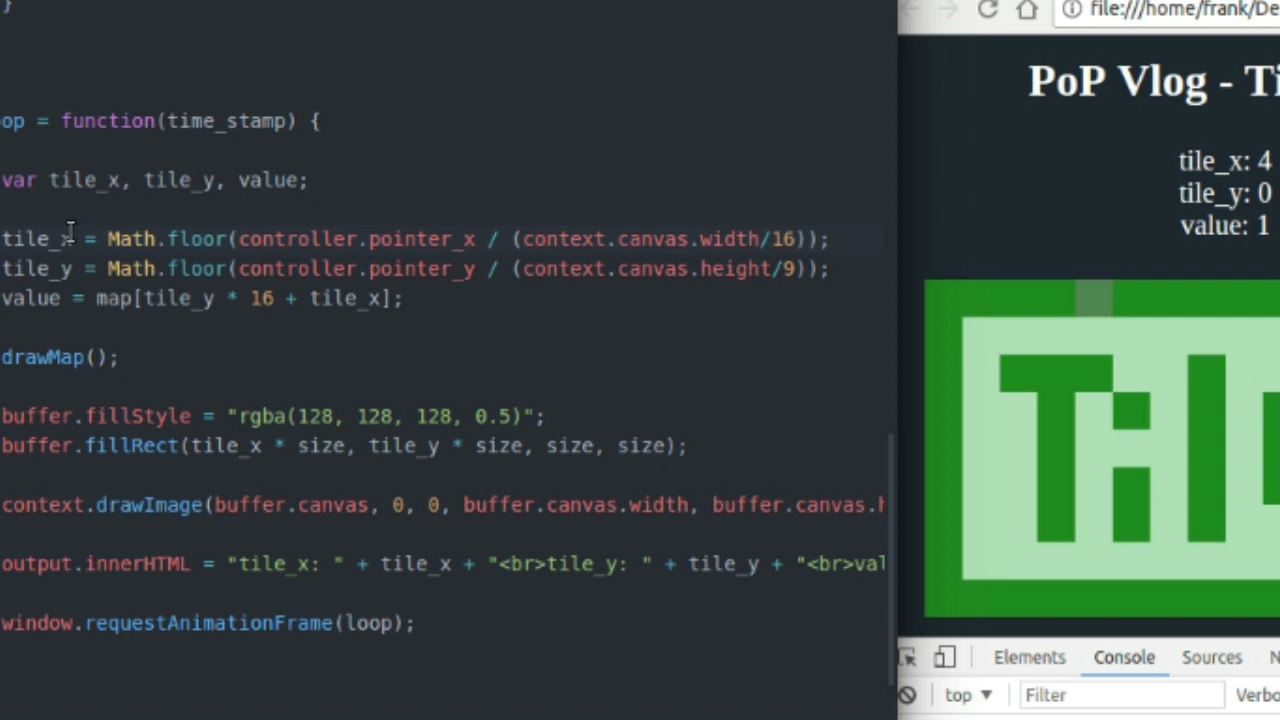 }
op = function(time_stamp) {
var tile_x, tile_y, value;
tile_x = Math.floor(controller.pointer_x / (context.canvas.width/16));
tile_y = Math.floor(controller.pointer_y / (context.canvas.height/9));
value = map[tile_y * 16 + tile_x];
drawMap();
buffer.fillStyle = "rgba(128, 128, 128, 0.5)";
buffer.fillRect(tile_x * size, tile_y * size, size, size);
context.drawImage(buffer.canvas, 0, 0, buffer.canvas.width, buffer.canvas.h
output.innerHTML = "tile_x: " + tile_x + "<br>tile_y: " + tile_y + "<br>val
window.requestAnimationFrame(loop);
file:///home/frank/De
PoP Vlog - Ti
tile_x: 4
tile_y: 0
value: 1
Til
Elements Console Sources N
top Filter Verbo